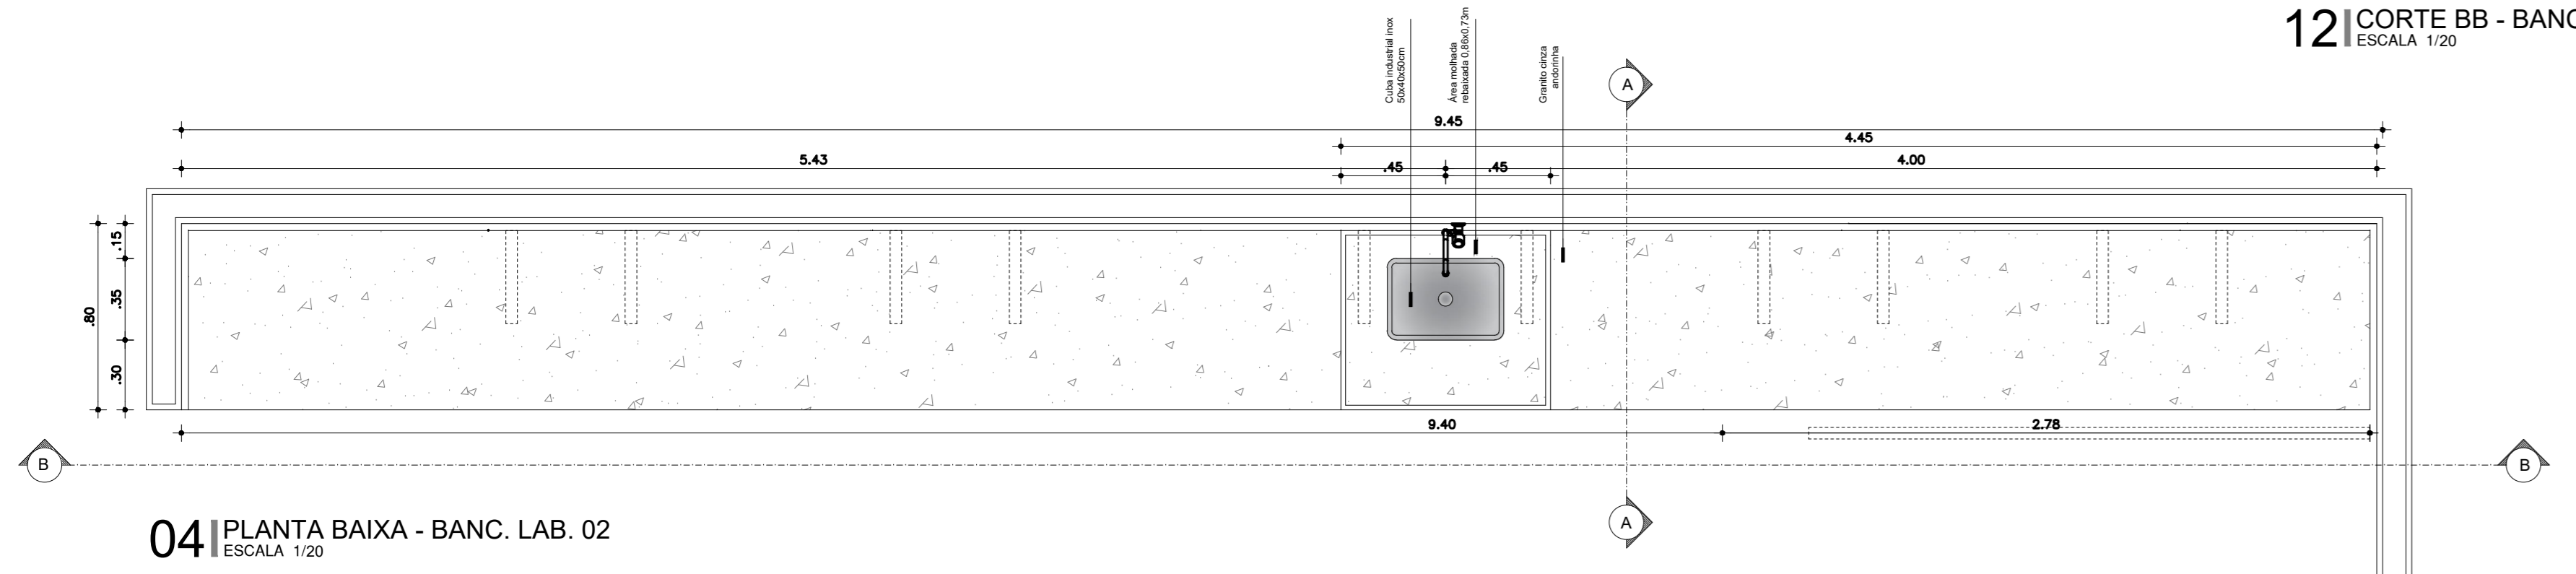 12 CORTE BB - BANC
ESCALA 1/20
Cuba industrial inox
50x40x50cm
Área molhada
rebaixada 0,86x0,73m
Granito cinza
andorinha
A
9.45
4.45
5.43
4.00
.45
.45
.15
.35
.80
.30
9.40
2.78
B
B
A
04 PLANTA BAIXA - BANC. LAB. 02
ESCALA 1/20